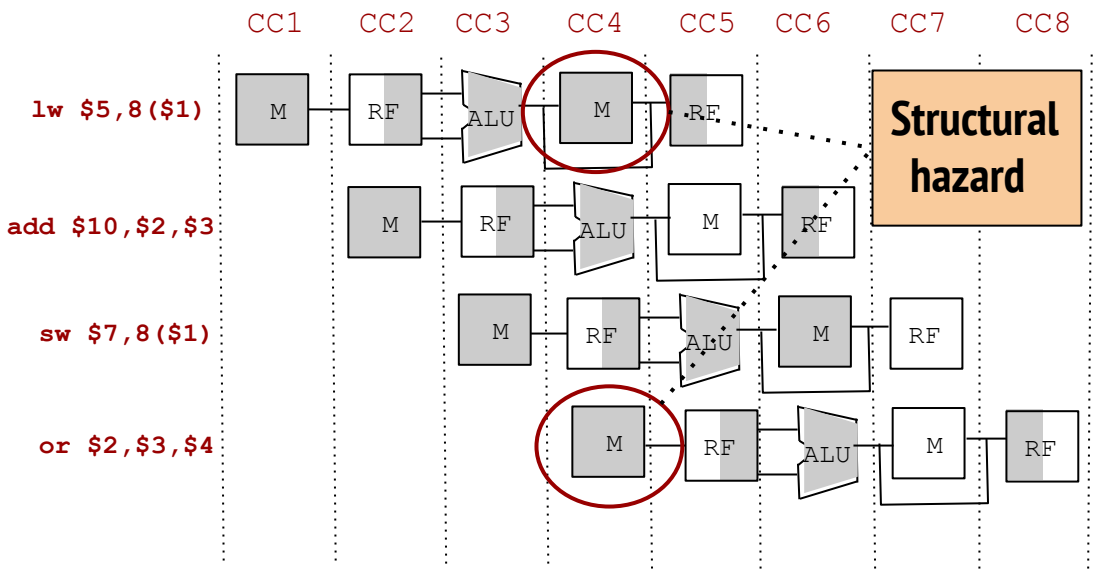 CC1 CC2 CC3 CC4 CC5 CC6 CC7 CC8
lw $5,8($1) M RF ALU M RF
Structural
hazard
add $10,$2,$3 M RF ALU M RF
sw $7,8($1) M RF ALU M RF
or $2,$3,$4 M RF ALU M RF